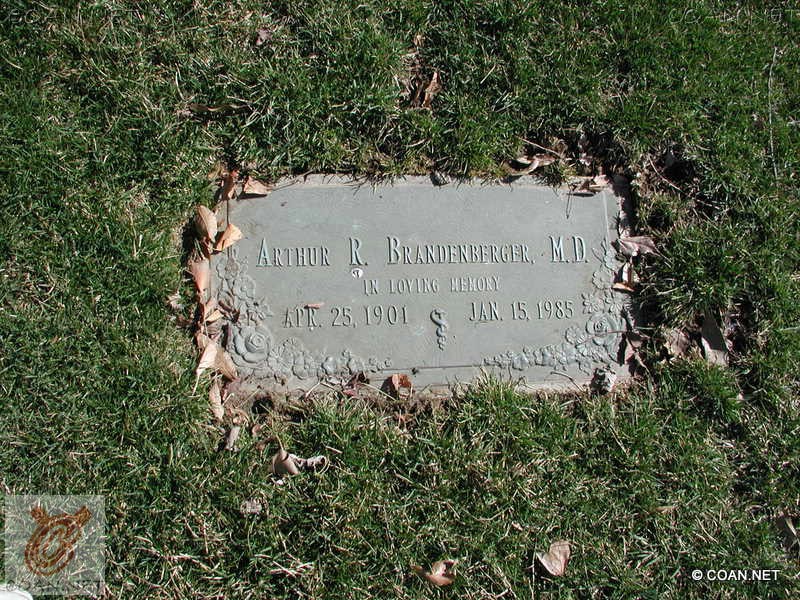 Arthur R. Brandenberger, M.D.
IN LOVING MEMORY
APR. 25, 1901 JAN. 15, 1985
© COAN.NET